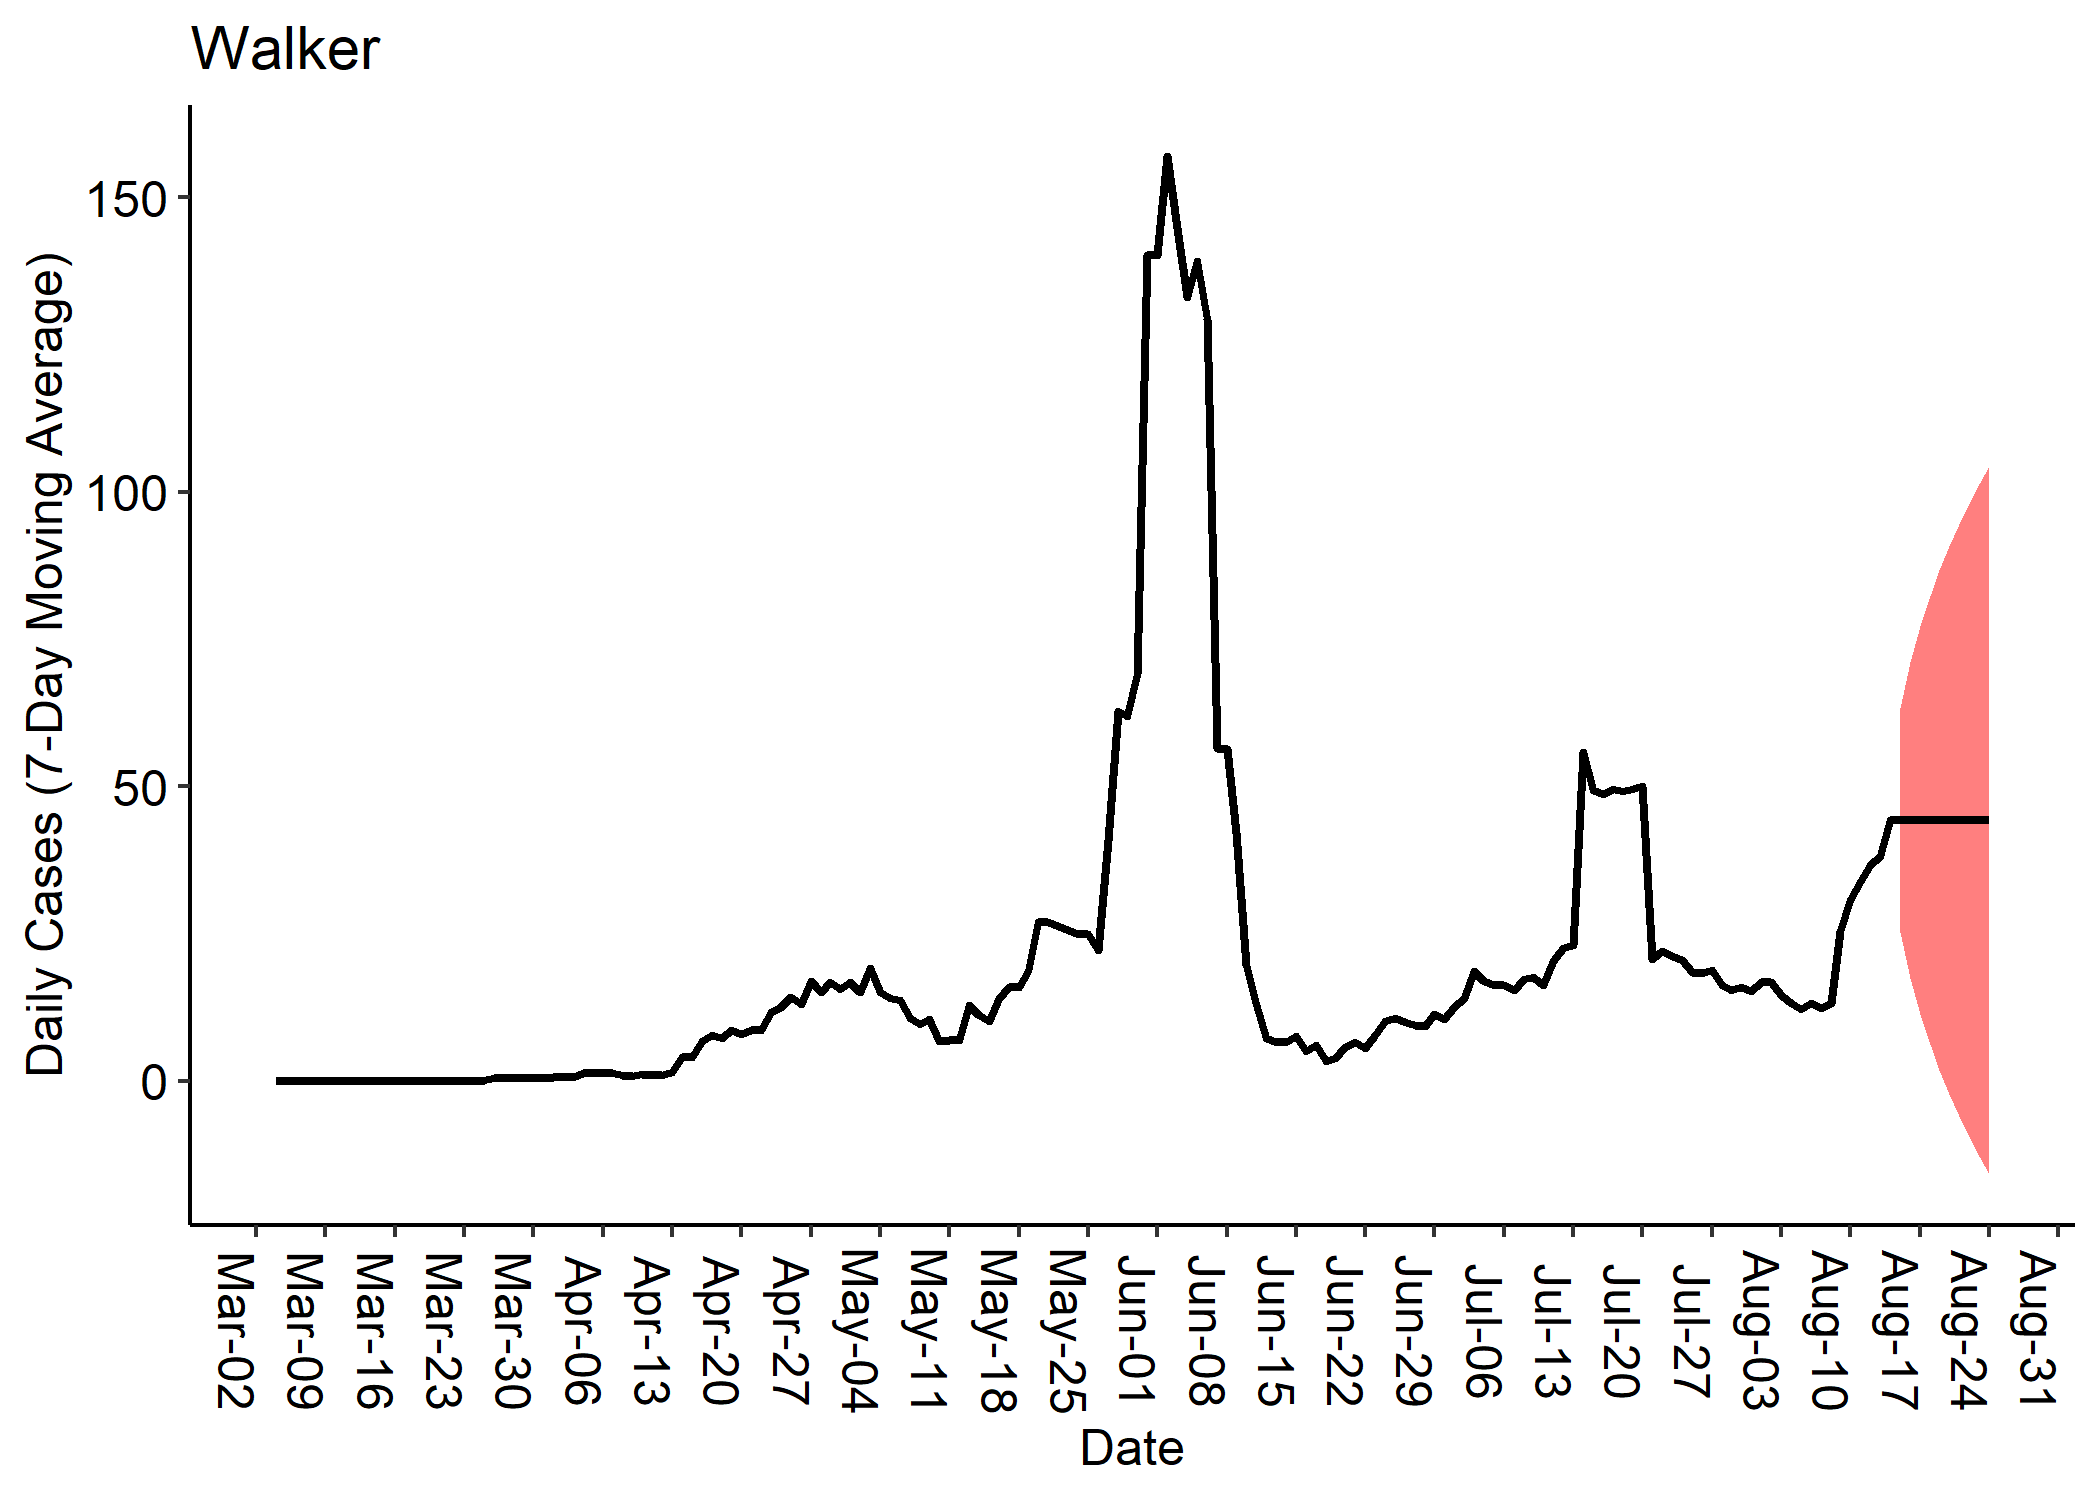 Walker
Daily Cases (7-Day Moving Average)
150
100
50
0
Mar-02
Mar-09
Mar-16
Mar-23
Mar-30
Apr-06
Apr-13
Apr-20
Apr-27
May-04
May-11
May-18
May-25
Jun-01
Jun-08
Jun-15
Jun-22
Jun-29
Jul-06
Jul-13
Jul-20
Jul-27
Aug-03
Aug-10
Aug-17
Aug-24
Aug-31
Date